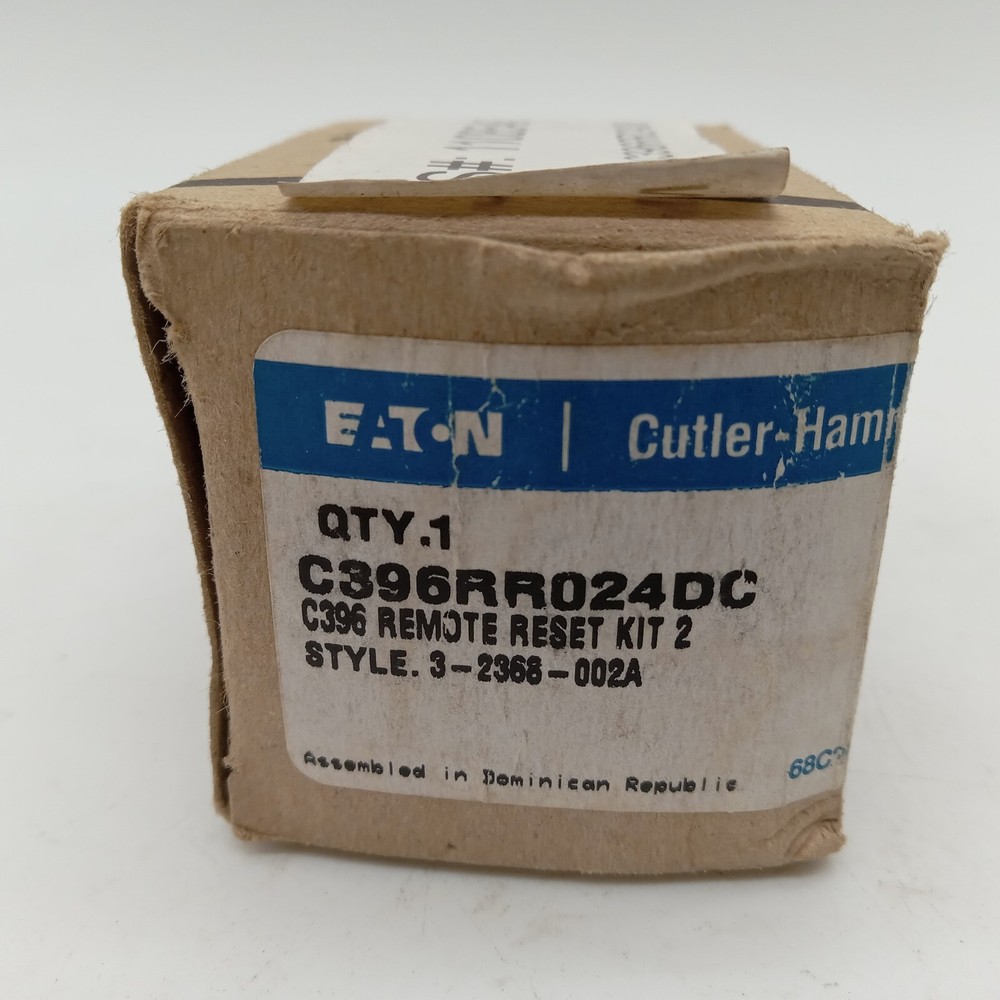 EATON | Cutler-Ham
QTY.1
C396RR024DC
C396 REMOTE RESET KIT 2
STYLE. 3-2368-002A
Assembled in Dominican Republic
68C